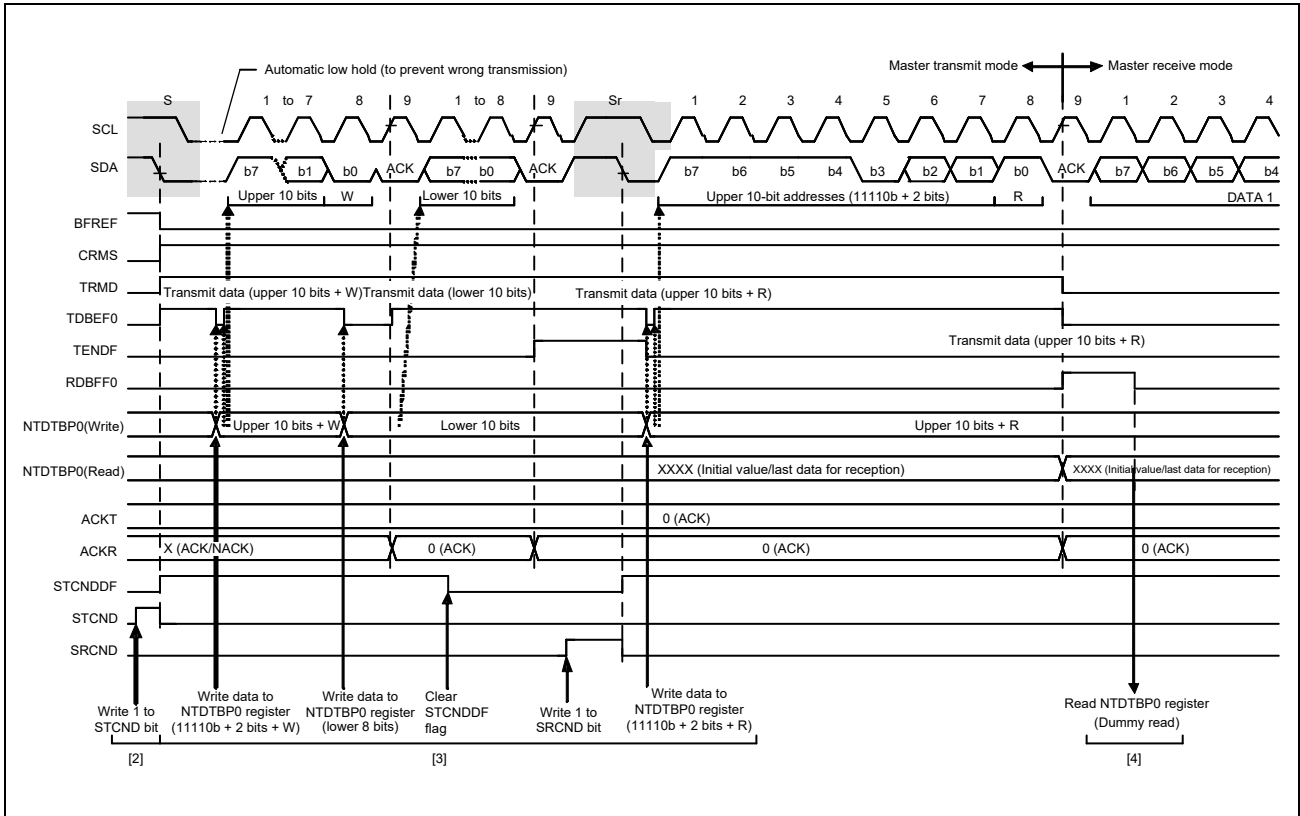 Automatic low hold (to prevent wrong transmission)
Master transmit mode Master receive mode
S 1 to 7 8 9 1 to 8 9 Sr 1 2 3 4 5 6 7 8 9 1 2 3 4
SCL
SDA b7 b1 b0 ACK b7 b0 ACK b7 b6 b5 b4 b3 b2 b1 b0 ACK b7 b6 b5 b4
Upper 10 bits W Lower 10 bits Upper 10-bit addresses (11110b + 2 bits) R DATA 1
BFREF
CRMS
TRMD
Transmit data (upper 10 bits + W) Transmit data (lower 10 bits) Transmit data (upper 10 bits + R)
TDBEF0
TENDF Transmit data (upper 10 bits + R)
RDBFF0
NTDTBP0(Write) Upper 10 bits + W Lower 10 bits Upper 10 bits + R
NTDTBP0(Read) XXXX (Initial value/last data for reception) XXXX (Initial value/last data for reception)
ACKT 0 (ACK)
ACKR X (ACK/NACK) 0 (ACK) 0 (ACK) 0 (ACK)
STCNDDF
STCND
SRCND
Write 1 to
STCND bit
Write data to
NTDTBP0 register
(11110b + 2 bits + W)
Write data to
NTDTBP0 register
(lower 8 bits)
Clear
STCNDDF
flag
Write 1 to
SRCND bit
Write data to
NTDTBP0 register
(11110b + 2 bits + R)
Read NTDTBP0 register
(Dummy read)
[2] [3] [4]